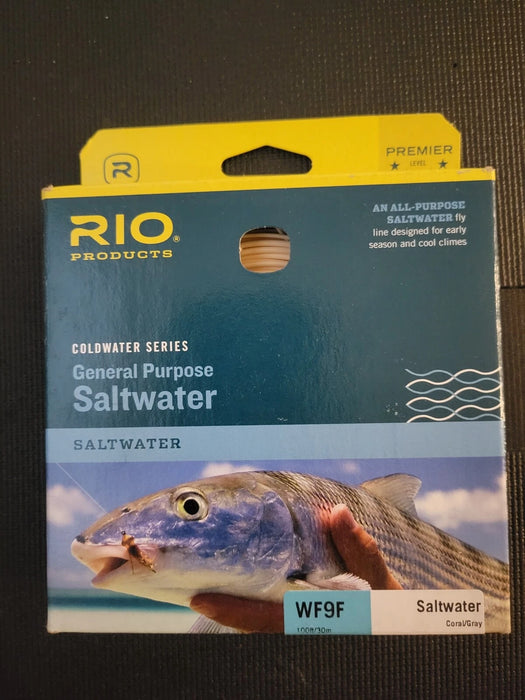 R
PREMIER
LEVEL
RIO®
PRODUCTS
AN ALL-PURPOSE
SALTWATER fly
line designed for early
season and cool climes
COLDWATER SERIES
General Purpose
Saltwater
SALTWATER
WF9F
100ft/30m
Saltwater
Coral/Gray